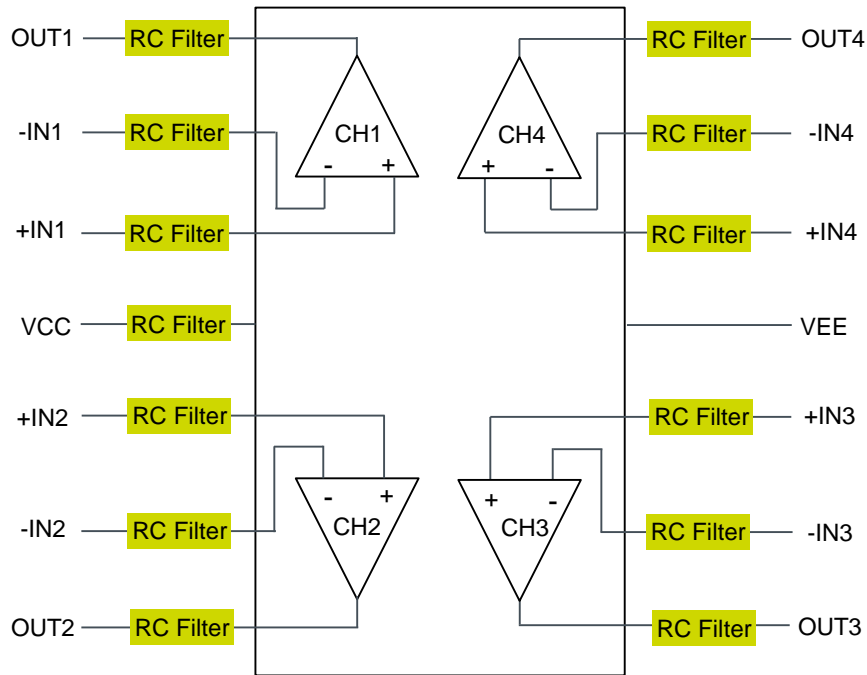 OUT1 RC Filter RC Filter OUT4
-IN1 RC Filter CH1 CH4 RC Filter -IN4
- + + -
+IN1 RC Filter RC Filter +IN4
VCC RC Filter VEE
+IN2 RC Filter RC Filter +IN3
- + + -
-IN2 RC Filter CH2 CH3 RC Filter -IN3
OUT2 RC Filter RC Filter OUT3